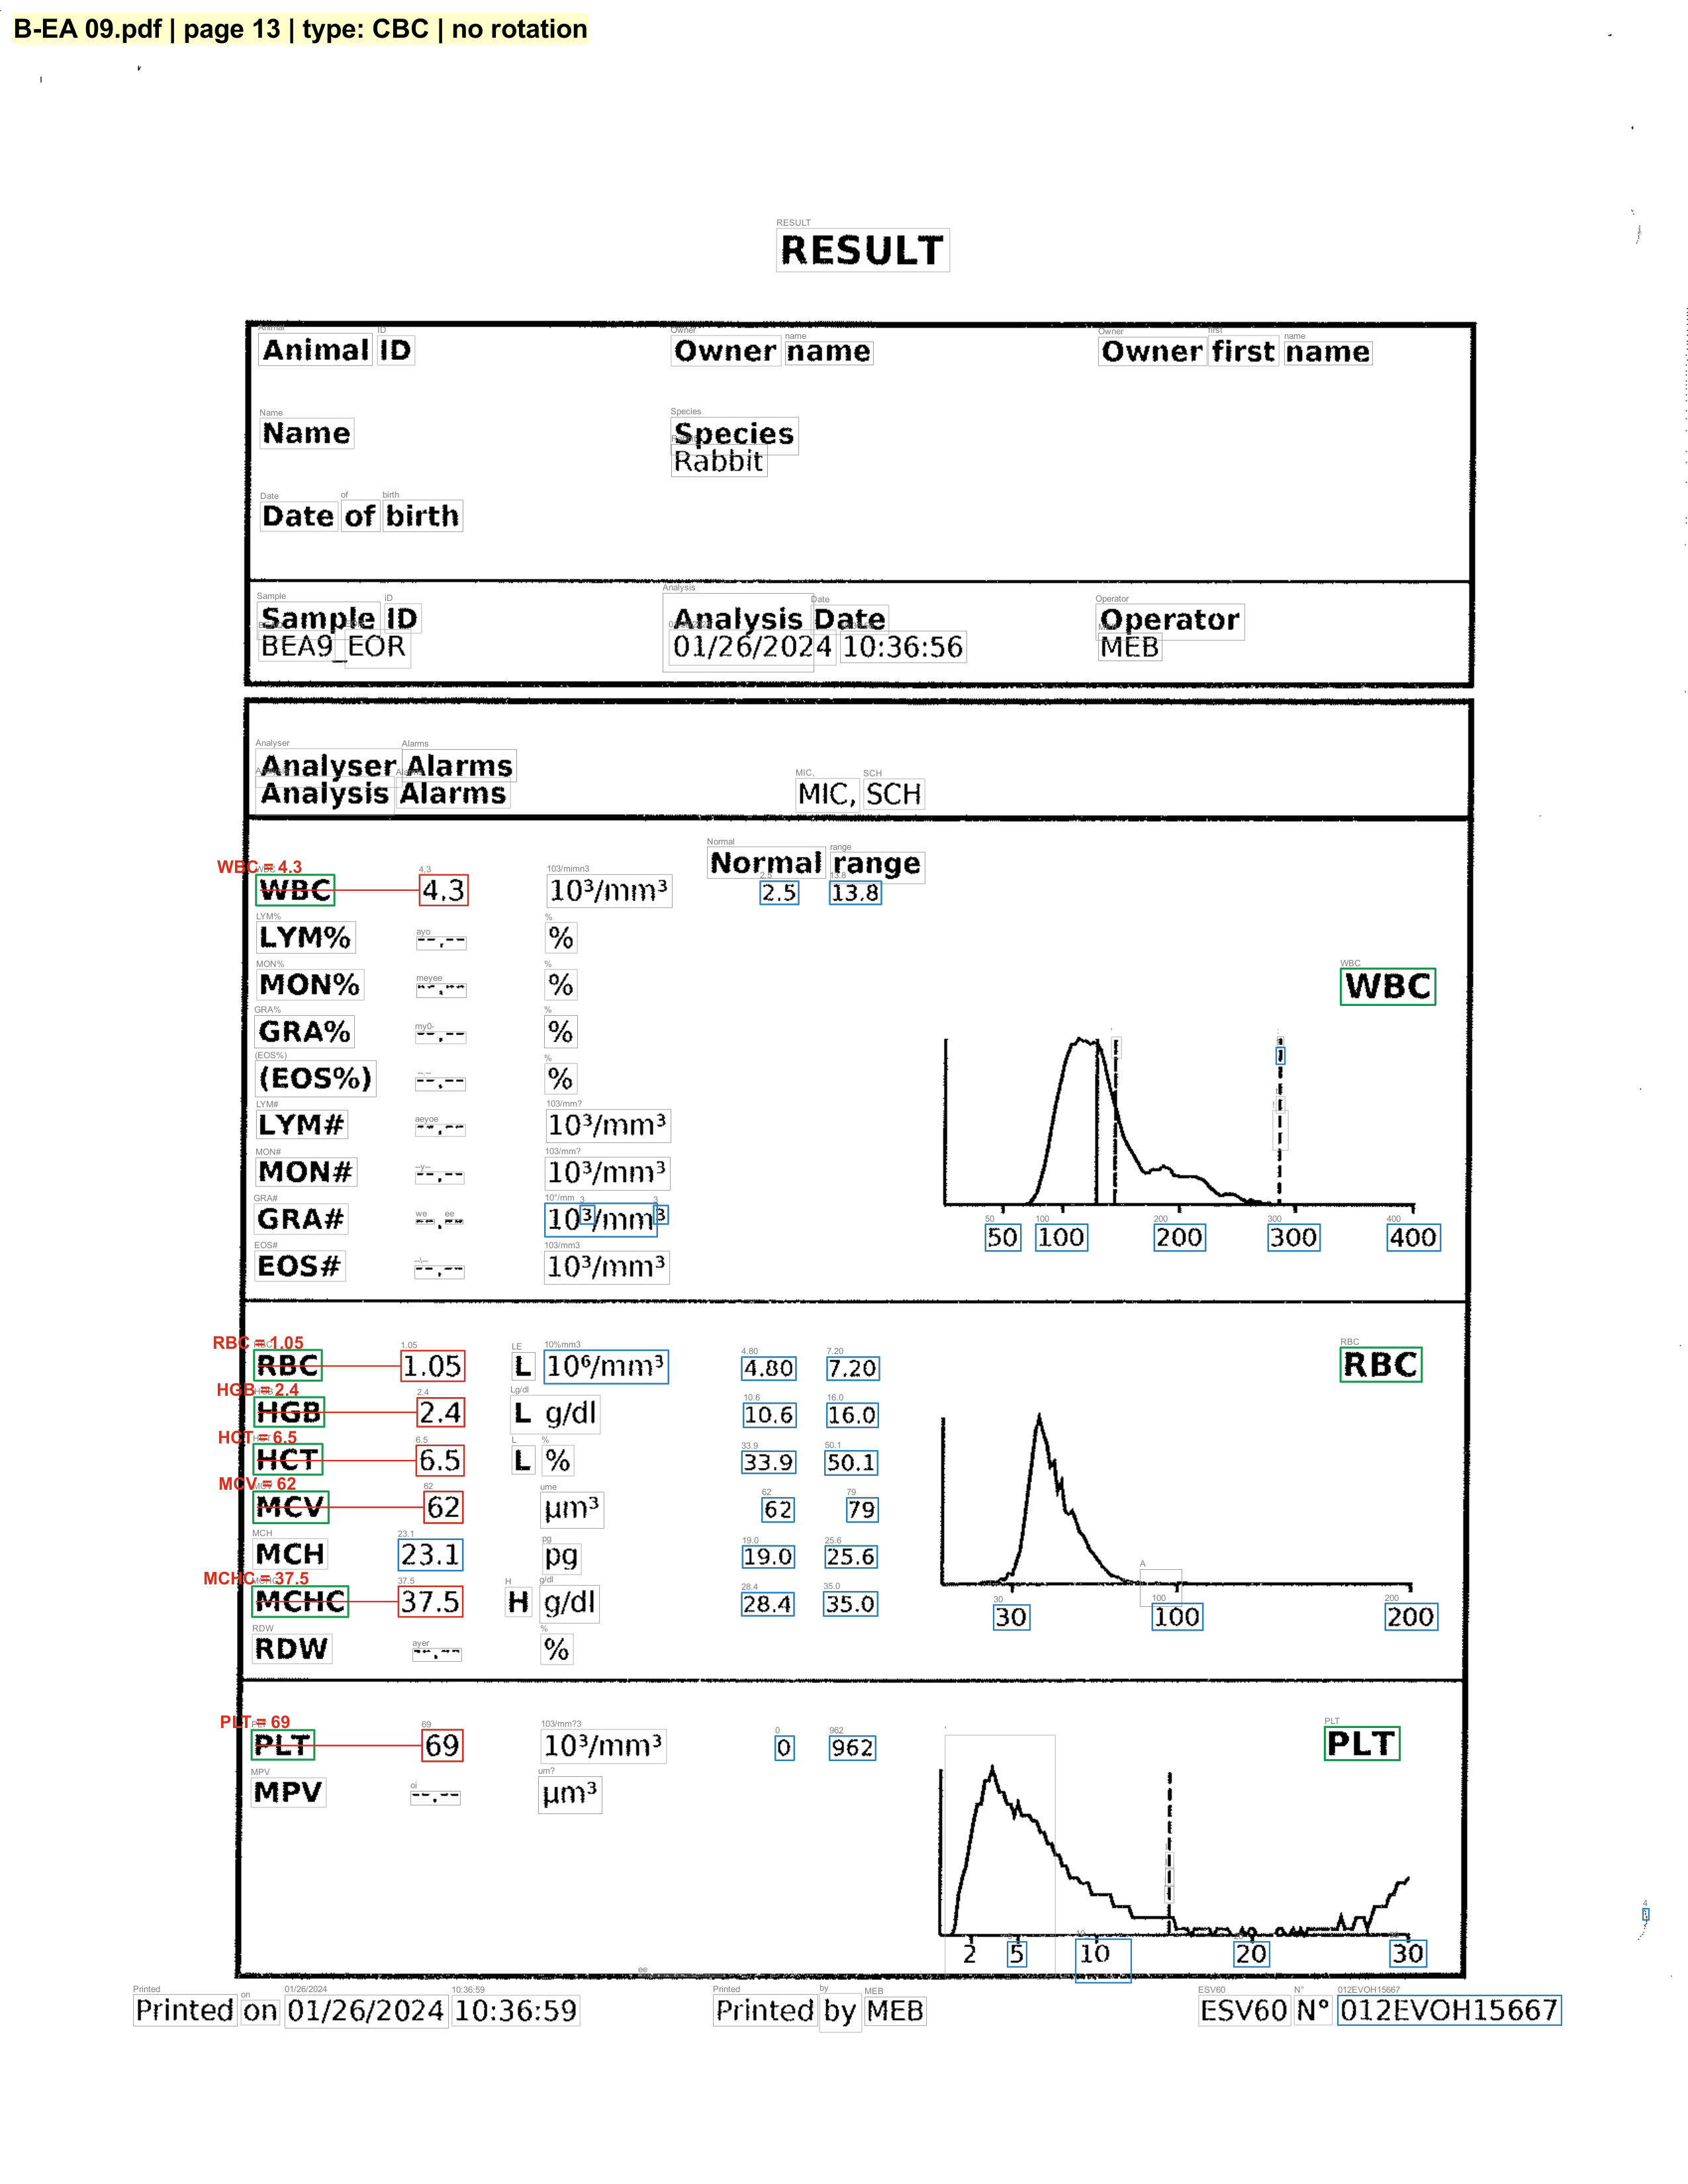 B-EA 09.pdf | page 13 | type: CBC | no rotation
RESULT
Animal ID Owner name Owner first name
Name Species
Rabbit
Date of birth
Sample ID Analysis Date Operator
BEA9_EOR 01/26/2024 10:36:56 MEB
Analyser Alarms
Analysis Alarms MIC, SCH
Normal range
WBC = 4.3
WBC 4.3 10³/mm³ 2.5 13.8
LYM% --.-- %
MON% --.-- % WBC
GRA% --.-- %
(EOS%) --.-- %
LYM# --.-- 10³/mm³
MON# --.-- 10³/mm³
GRA# --.-- 10³/mm³
50 100 200 300 400
EOS# --.-- 10³/mm³
RBC = 1.05
RBC 1.05 L 10⁶/mm³ 4.80 7.20 RBC
HGB = 2.4
HGB 2.4 L g/dl 10.6 16.0
HCT = 6.5
HCT 6.5 L % 33.9 50.1
MCV = 62
MCV 62 µm³ 62 79
MCH 23.1 pg 19.0 25.6
MCHC = 37.5
MCHC 37.5 H g/dl 28.4 35.0
30 100 200
RDW --.-- %
PLT = 69
PLT 69 10³/mm³ 0 962 PLT
MPV --.-- µm³
2 5 10 20 30
Printed on 01/26/2024 10:36:59 Printed by MEB ESV60 N° 012EVOH15667